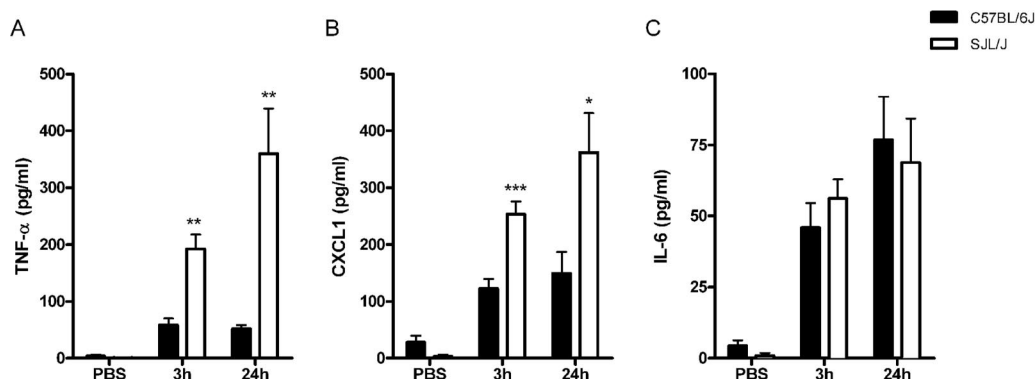 C57BL/6J
SJL/J
A
TNF-α (pg/ml)
500
400
300
200
100
0
**
**
PBS 3h 24h
B
CXCL1 (pg/ml)
500
400
300
200
100
0
***
*
PBS 3h 24h
C
IL-6 (pg/ml)
100
75
50
25
0
PBS 3h 24h